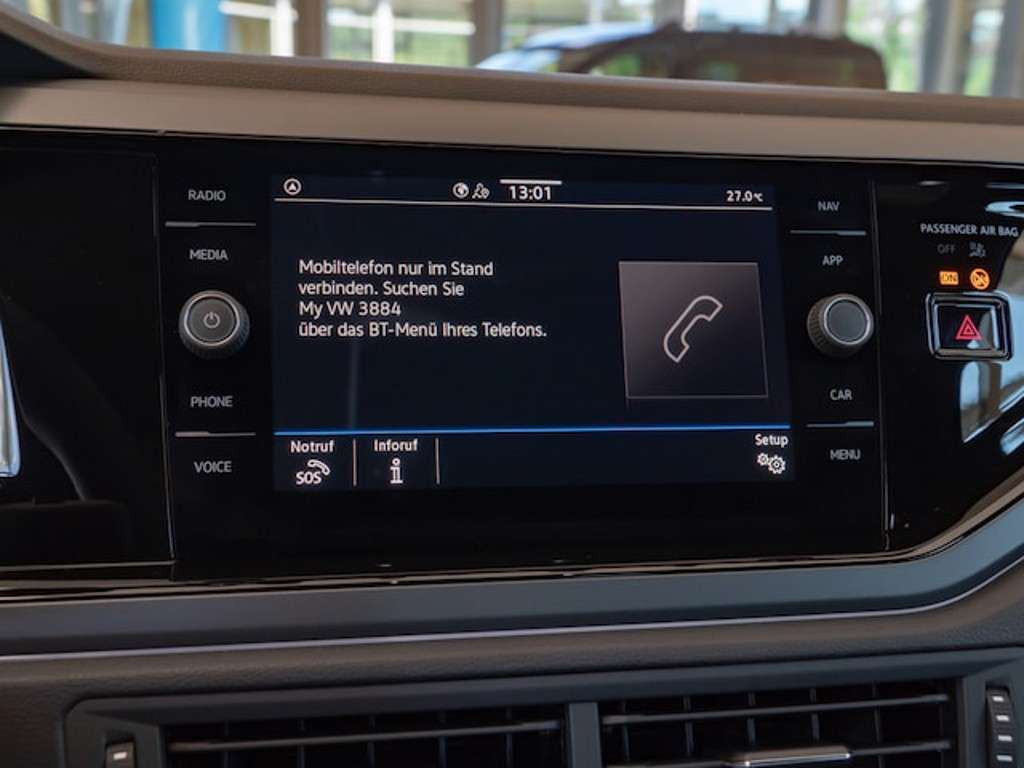 RADIO
MEDIA
PHONE
VOICE
13:01
27.0°C
Mobiltelefon nur im Stand
verbinden. Suchen Sie
My VW 3884
über das BT-Menü Ihres Telefons.
Notruf
SOS
Inforuf
i
Setup
NAV
APP
CAR
MENU
PASSENGER AIR BAG
OFF
ON